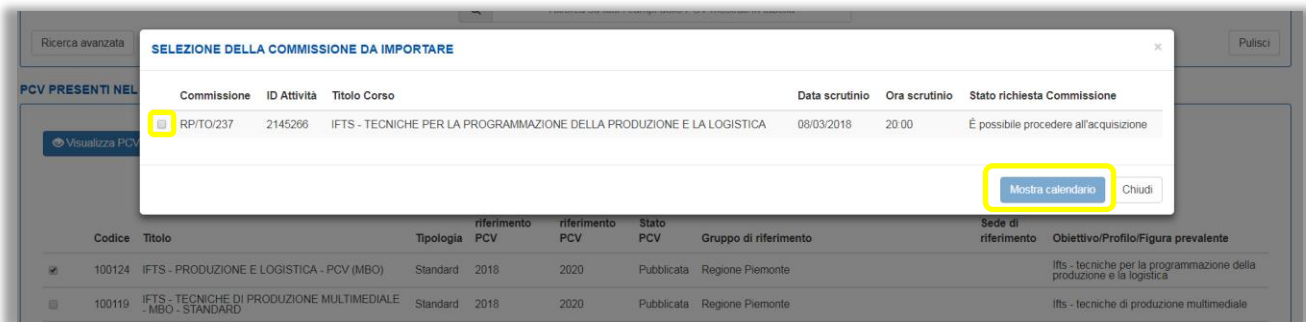 Ricerca avanzata
Pulisci
SELEZIONE DELLA COMMISSIONE DA IMPORTARE ×
PCV PRESENTI NEL
Commissione ID Attività Titolo Corso Data scrutinio Ora scrutinio Stato richiesta Commissione
RP/TO/237 2145266 IFTS - TECNICHE PER LA PROGRAMMAZIONE DELLA PRODUZIONE E LA LOGISTICA 08/03/2018 20:00 É possibile procedere all'acquisizione
Visualizza PCV
Mostra calendario Chiudi
Codice Titolo Tipologia riferimento PCV riferimento PCV Stato PCV Gruppo di riferimento Sede di riferimento Obiettivo/Profilo/Figura prevalente
100124 IFTS - PRODUZIONE E LOGISTICA - PCV (MBO) Standard 2018 2020 Pubblicata Regione Piemonte Ifts - tecniche per la programmazione della produzione e la logistica
100119 IFTS - TECNICHE DI PRODUZIONE MULTIMEDIALE - MBO - STANDARD Standard 2018 2020 Pubblicata Regione Piemonte Ifts - tecniche di produzione multimediale